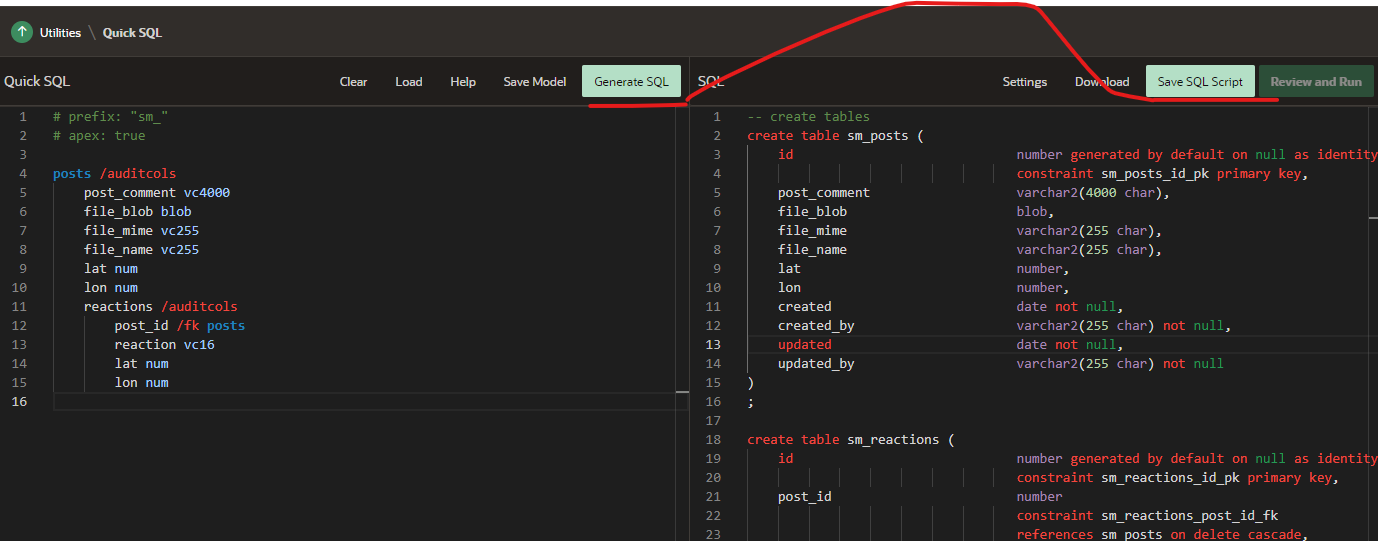 Utilities \ Quick SQL
Quick SQL Clear Load Help Save Model Generate SQL
1 # prefix: "sm_"
2 # apex: true
3
4 posts /auditcols
5 post_comment vc4000
6 file_blob blob
7 file_mime vc255
8 file_name vc255
9 lat num
10 lon num
11 reactions /auditcols
12 post_id /fk posts
13 reaction vc16
14 lat num
15 lon num
16
SQL Settings Download Save SQL Script Review and Run
1 -- create tables
2 create table sm_posts (
3 id number generated by default on null as identity
4 constraint sm_posts_id_pk primary key,
5 post_comment varchar2(4000 char),
6 file_blob blob,
7 file_mime varchar2(255 char),
8 file_name varchar2(255 char),
9 lat number,
10 lon number,
11 created date not null,
12 created_by varchar2(255 char) not null,
13 updated date not null,
14 updated_by varchar2(255 char) not null
15 )
16 ;
17
18 create table sm_reactions (
19 id number generated by default on null as identity
20 constraint sm_reactions_id_pk primary key,
21 post_id number
22 constraint sm_reactions_post_id_fk
23 references sm_posts on delete cascade,